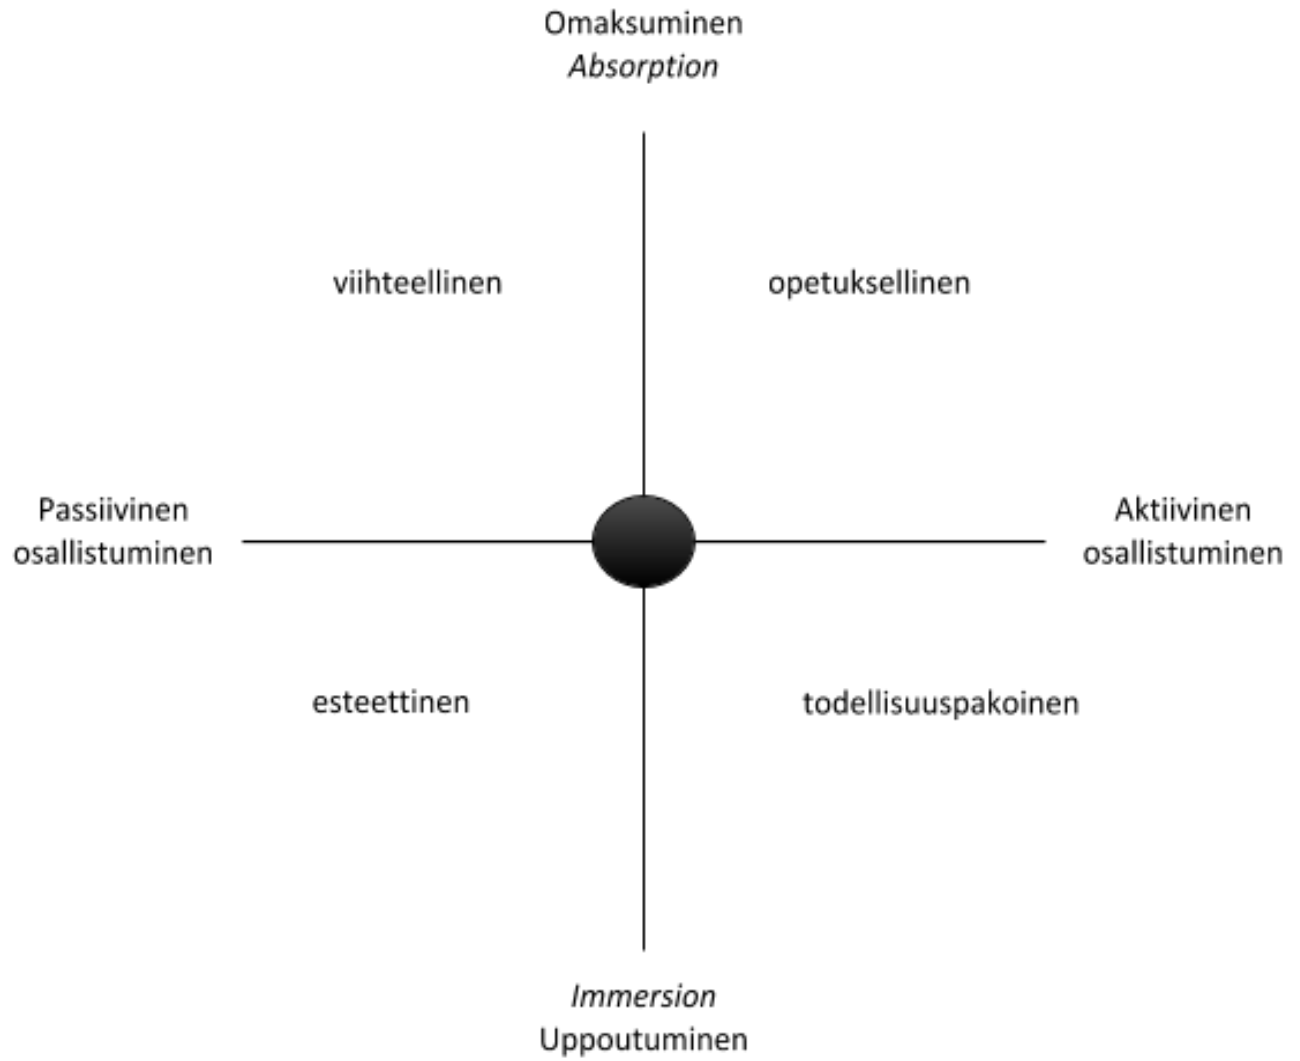 Omaksuminen
Absorption
viihteellinen
opetuksellinen
Passiivinen
osallistuminen
Aktiivinen
osallistuminen
esteettinen
todellisuuspakoinen
Immersion
Uppoutuminen